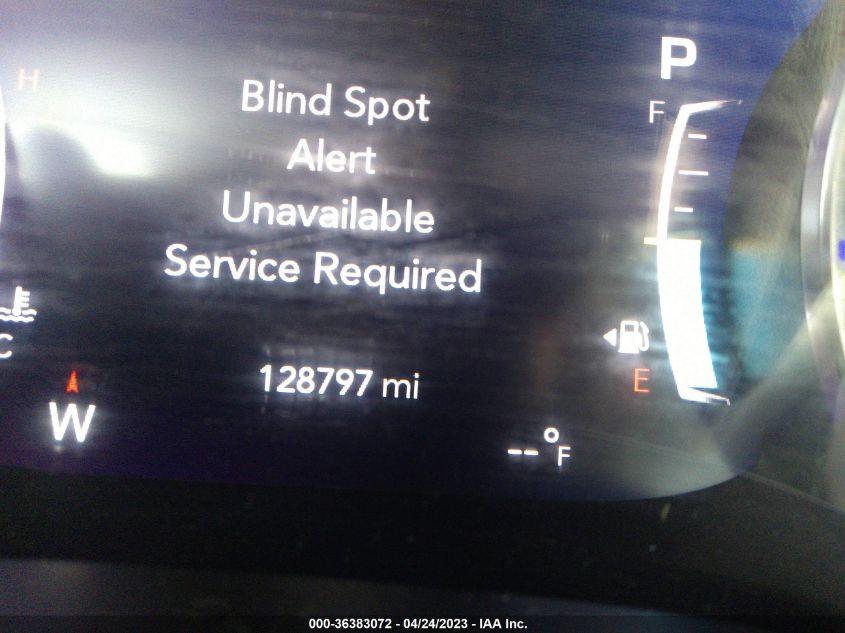 P
H
Blind Spot
F
Alert
Unavailable
Service Required
C
E
128797 mi
W
--°F
000-36383072 - 04/24/2023 - IAA Inc.